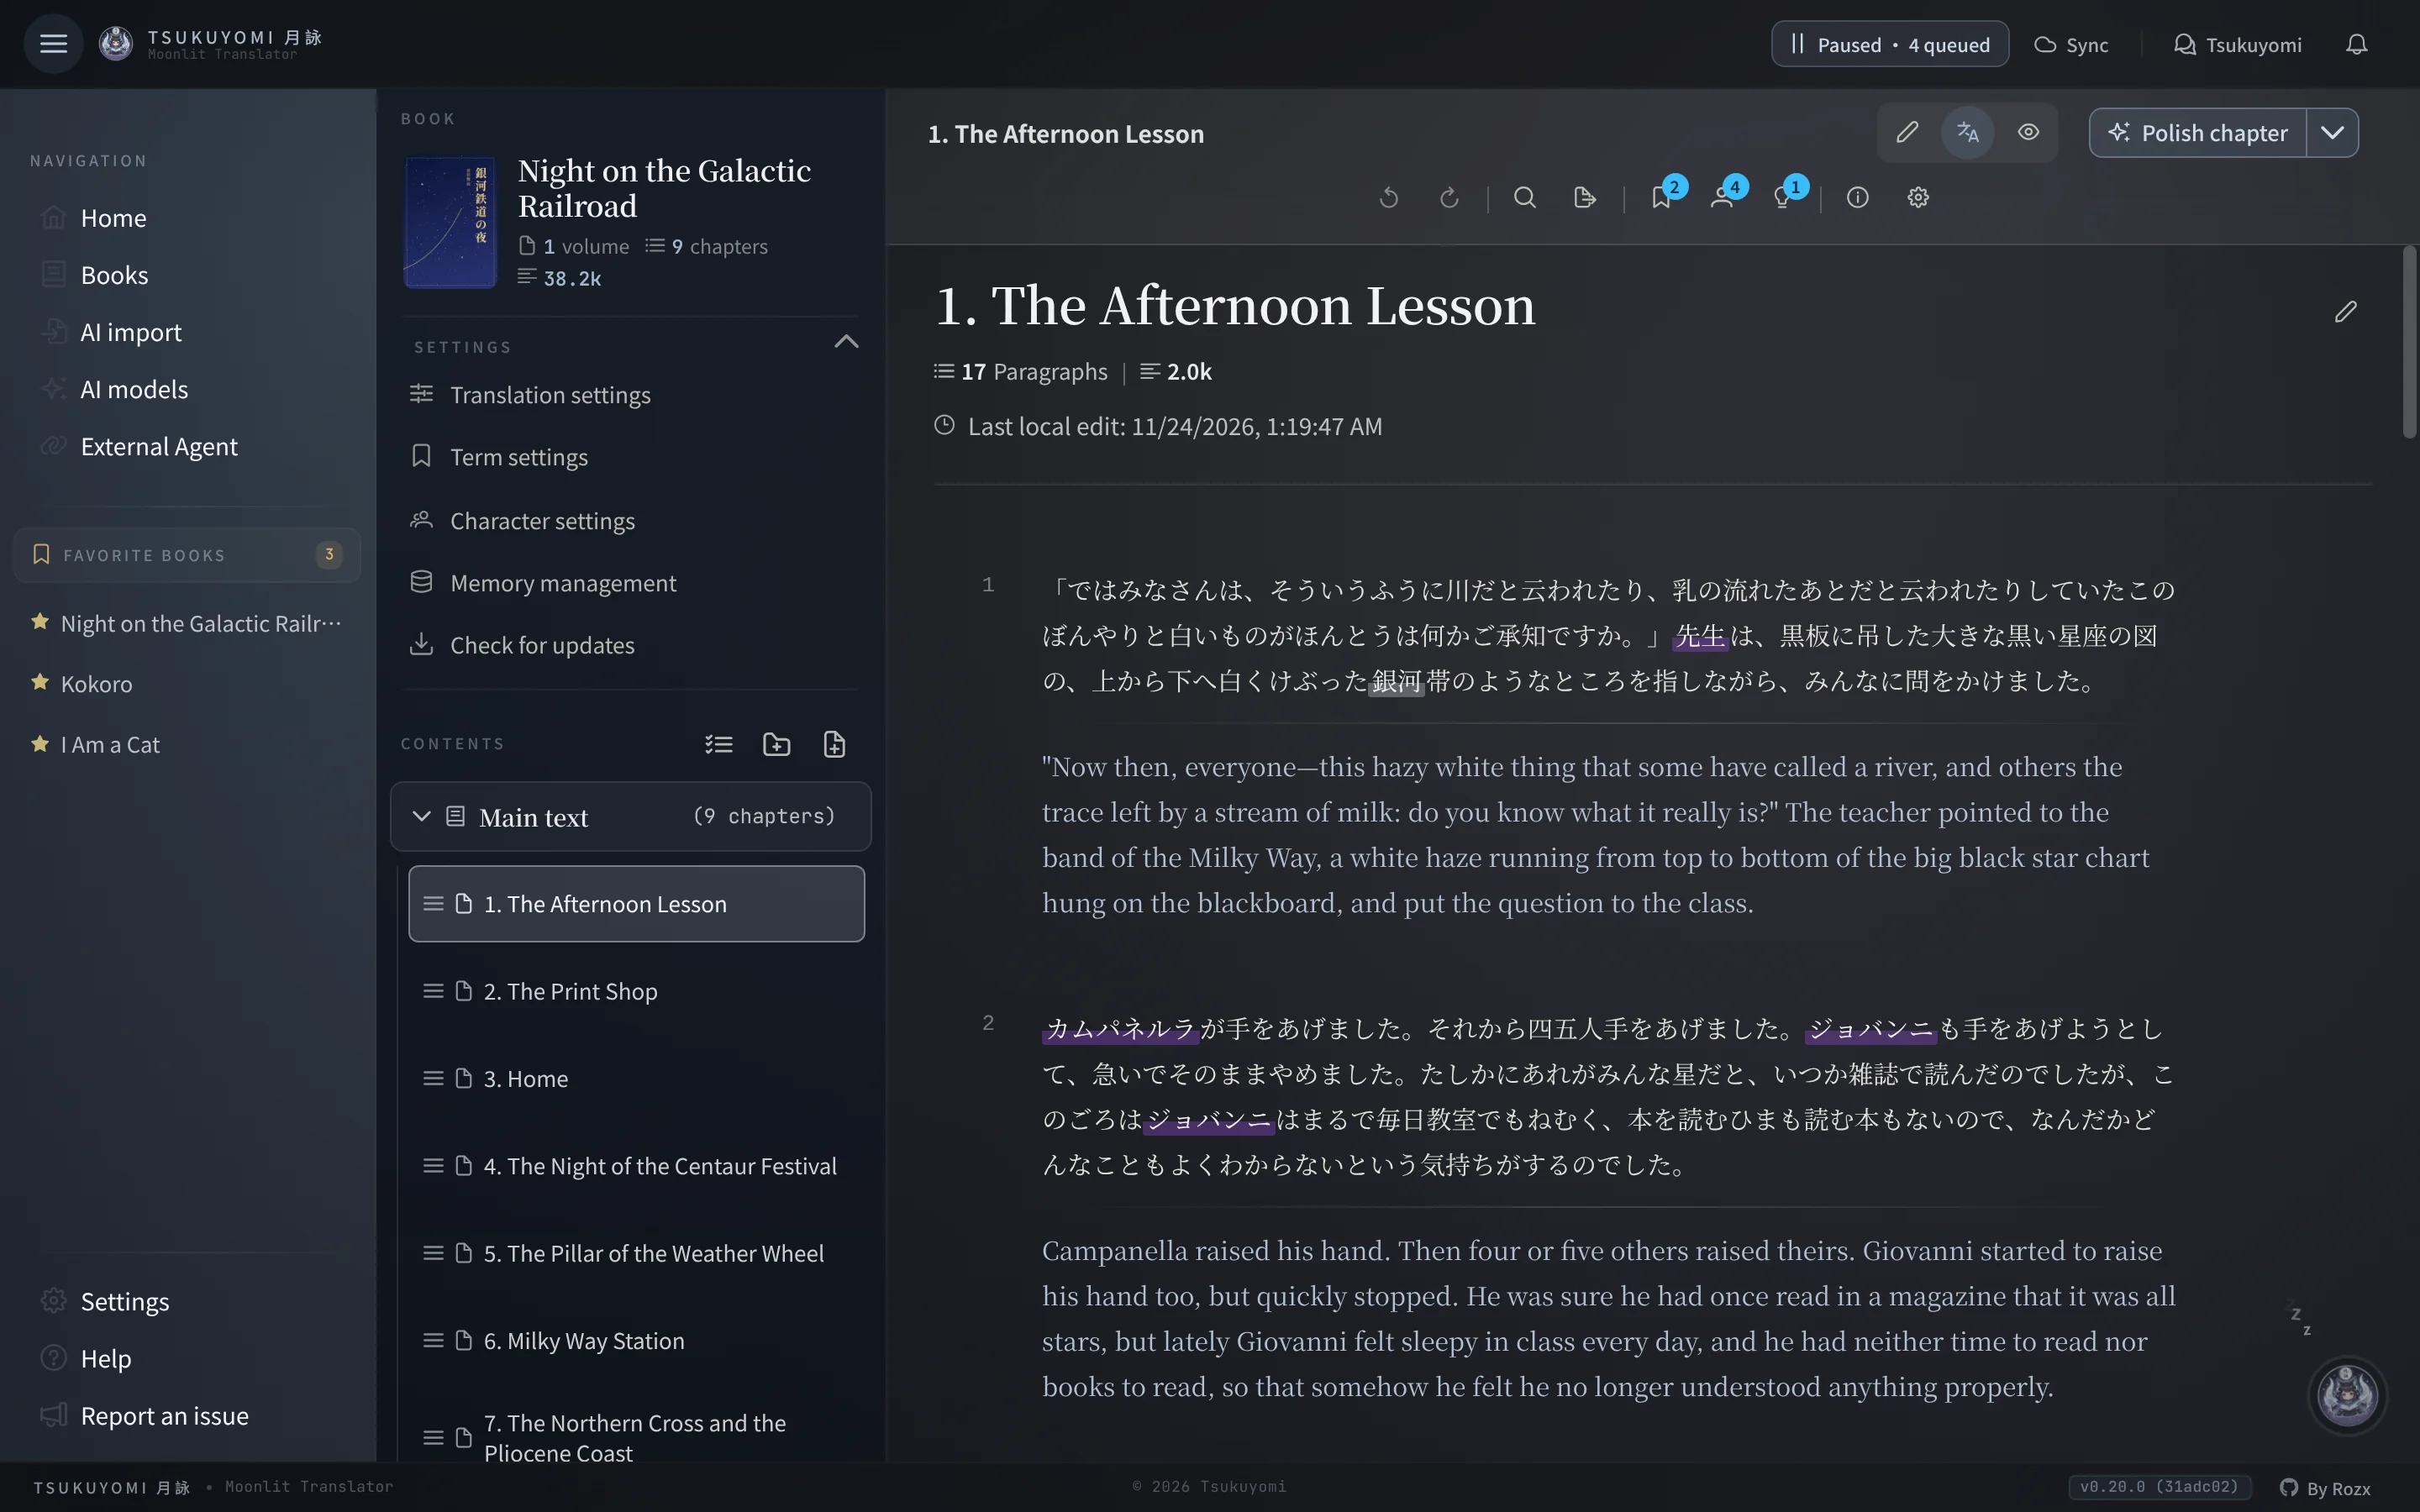 TSUKUYOMI 月詠
Moonlit Translator
Paused • 4 queued
Sync
Tsukuyomi
NAVIGATION
Home
Books
AI import
AI models
External Agent
FAVORITE BOOKS 3
Night on the Galactic Railr···
Kokoro
I Am a Cat
Settings
Help
Report an issue
BOOK
銀河鉄道の夜
Night on the Galactic
Railroad
1 volume 9 chapters
38.2k
SETTINGS
Translation settings
Term settings
Character settings
Memory management
Check for updates
CONTENTS
Main text (9 chapters)
1. The Afternoon Lesson
2. The Print Shop
3. Home
4. The Night of the Centaur Festival
5. The Pillar of the Weather Wheel
6. Milky Way Station
7. The Northern Cross and the
Pliocene Coast
1. The Afternoon Lesson
Polish chapter
2 4 1
1. The Afternoon Lesson
17 Paragraphs | 2.0k
Last local edit: 11/24/2026, 1:19:47 AM
1
「ではみなさんは、そういうふうに川だと云われたり、乳の流れたあとだと云われたりしていたこの
ぼんやりと白いものがほんとうは何かご承知ですか。」先生は、黒板に吊した大きな黒い星座の図
の、上から下へ白くけぶった銀河帯のようなところを指しながら、みんなに問をかけました。
"Now then, everyone—this hazy white thing that some have called a river, and others the
trace left by a stream of milk: do you know what it really is?" The teacher pointed to the
band of the Milky Way, a white haze running from top to bottom of the big black star chart
hung on the blackboard, and put the question to the class.
2
カムパネルラが手をあげました。それから四五人手をあげました。ジョバンニも手をあげようとし
て、急いでそのままやめました。たしかにあれがみんな星だと、いつか雑誌で読んだのでしたが、こ
のごろはジョバンニはまるで毎日教室でもねむく、本を読むひまも読む本もないので、なんだかど
んなこともよくわからないという気持ちがするのでした。
Campanella raised his hand. Then four or five others raised theirs. Giovanni started to raise
his hand too, but quickly stopped. He was sure he had once read in a magazine that it was all
stars, but lately Giovanni felt sleepy in class every day, and he had neither time to read nor
books to read, so that somehow he felt he no longer understood anything properly.
z
z
TSUKUYOMI 月詠 • Moonlit Translator
© 2026 Tsukuyomi
v0.20.0 (31adc02)
By Rozx